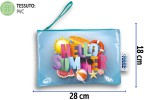 TESSUTO:
PVC
HELLO
SUMMER
18 cm
28 cm